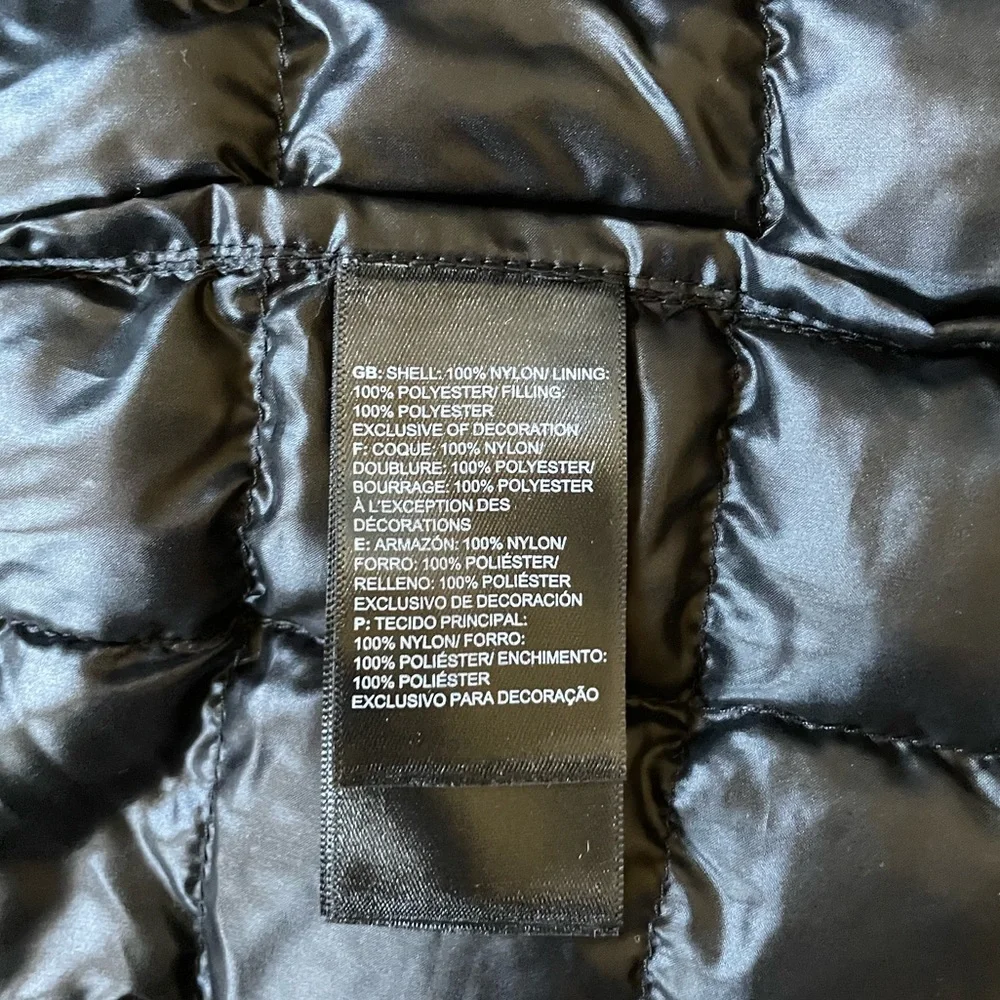 GB: SHELL: 100% NYLON/ LINING:
100% POLYESTER/ FILLING:
100% POLYESTER
EXCLUSIVE OF DECORATION
F: COQUE: 100% NYLON/
DOUBLURE: 100% POLYESTER/
BOURRAGE: 100% POLYESTER
À L'EXCEPTION DES
DÉCORATIONS
E: ARMAZÓN: 100% NYLON/
FORRO: 100% POLIÉSTER/
RELLENO: 100% POLIÉSTER
EXCLUSIVO DE DECORACIÓN
P: TECIDO PRINCIPAL:
100% NYLON/ FORRO:
100% POLIÉSTER/ ENCHIMENTO:
100% POLIÉSTER
EXCLUSIVO PARA DECORAÇÃO